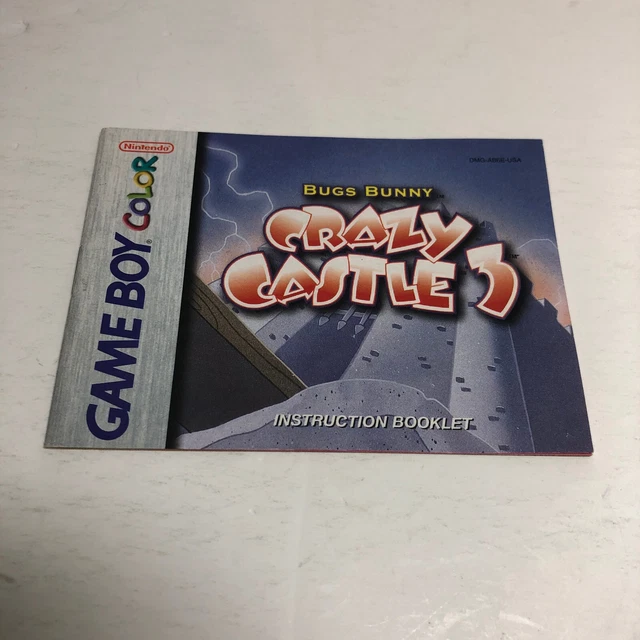 Nintendo
GAME BOY COLOR
BUGS BUNNY
CRAZY
CASTLE 3
INSTRUCTION BOOKLET